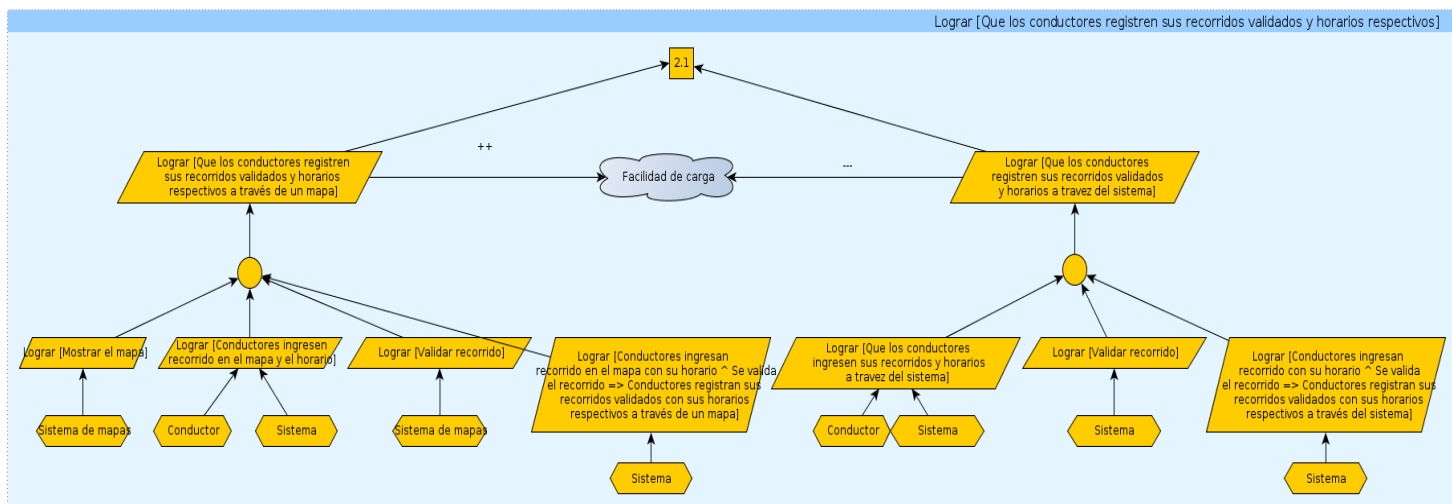 Lograr [Que los conductores registren sus recorridos validados y horarios respectivos]
2.1
++
---
Lograr [Que los conductores registren
sus recorridos validados y horarios
respectivos a través de un mapa]
Facilidad de carga
Lograr [Que los conductores
registren sus recorridos validados
y horarios a travez del sistema]
Lograr [Mostrar el mapa]
Lograr [Conductores ingresen
recorrido en el mapa y el horario]
Lograr [Validar recorrido]
Lograr [Conductores ingresan
recorrido en el mapa con su horario ^ Se valida
el recorrido => Conductores registran sus
recorridos validados con sus horarios
respectivos a través de un mapa]
Lograr [Que los conductores
ingresen sus recorridos y horarios
a travez del sistema]
Lograr [Validar recorrido]
Lograr [Conductores ingresan
recorrido con su horario ^ Se valida
el recorrido => Conductores registran sus
recorridos validados con sus horarios
respectivos a través del sistema]
Sistema de mapas
Conductor
Sistema
Sistema de mapas
Sistema
Conductor
Sistema
Sistema
Sistema